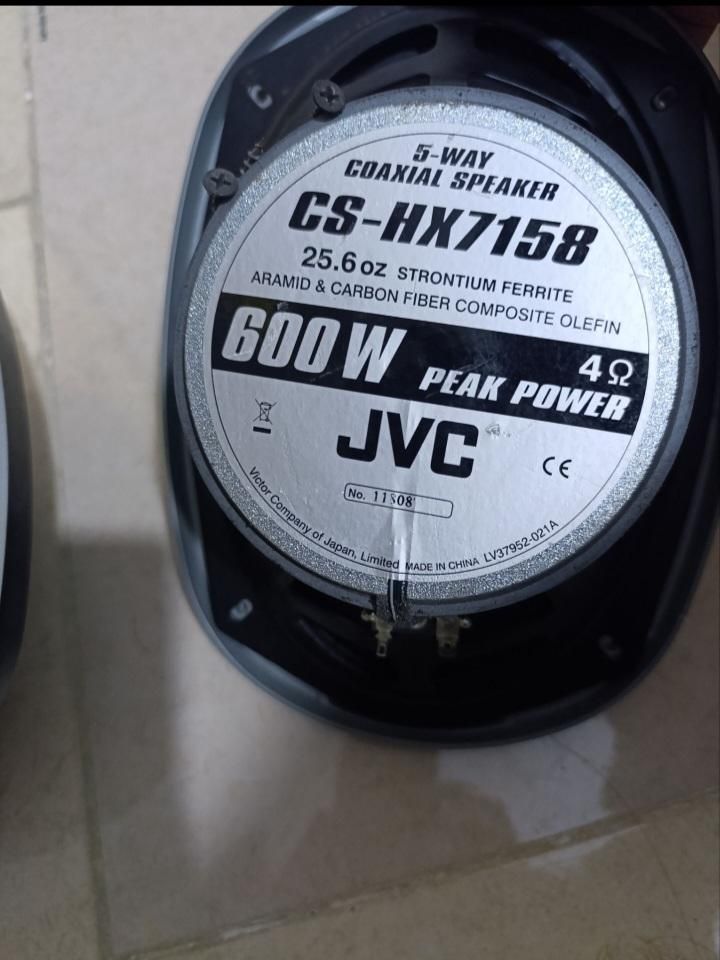 5-WAY
COAXIAL SPEAKER
CS-HX7158
25.6 oz STRONTIUM FERRITE
ARAMID & CARBON FIBER COMPOSITE OLEFIN
600 W PEAK POWER 4Ω
JVC
CE
No.
Victor Company of Japan, Limited MADE IN CHINA LV37952-021A